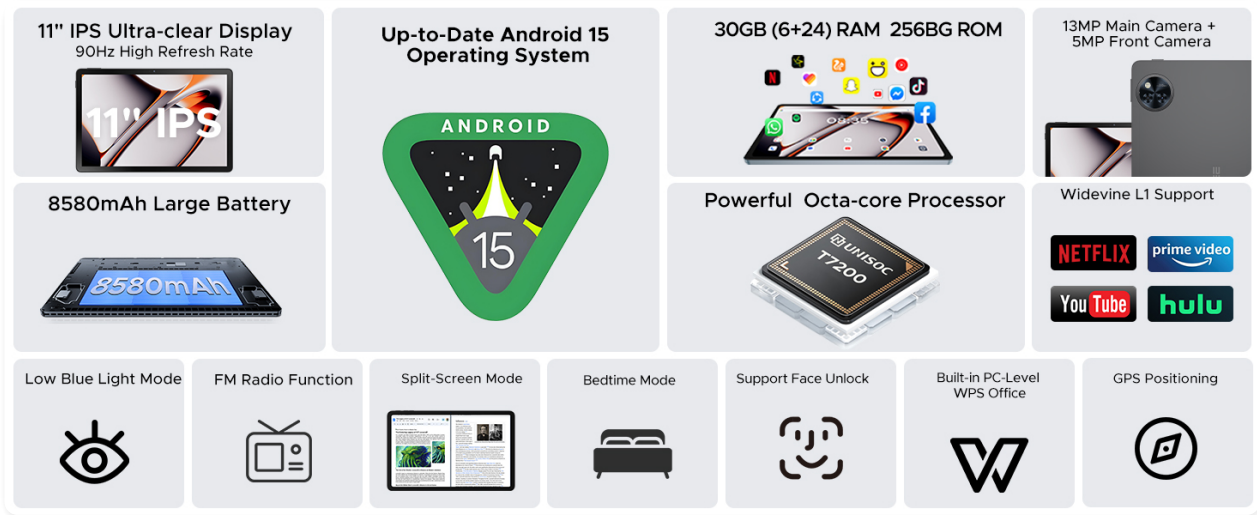 11" IPS Ultra-clear Display
90Hz High Refresh Rate
11" IPS
Up-to-Date Android 15
Operating System
ANDROID
15
30GB (6+24) RAM 256BG ROM
09:35
13MP Main Camera +
5MP Front Camera
8580mAh Large Battery
8580mAh
Powerful Octa-core Processor
UNISOC
T7200
Widevine L1 Support
NETFLIX
prime video
YouTube
hulu
Low Blue Light Mode
FM Radio Function
Split-Screen Mode
Bedtime Mode
Support Face Unlock
Built-in PC-Level
WPS Office
GPS Positioning